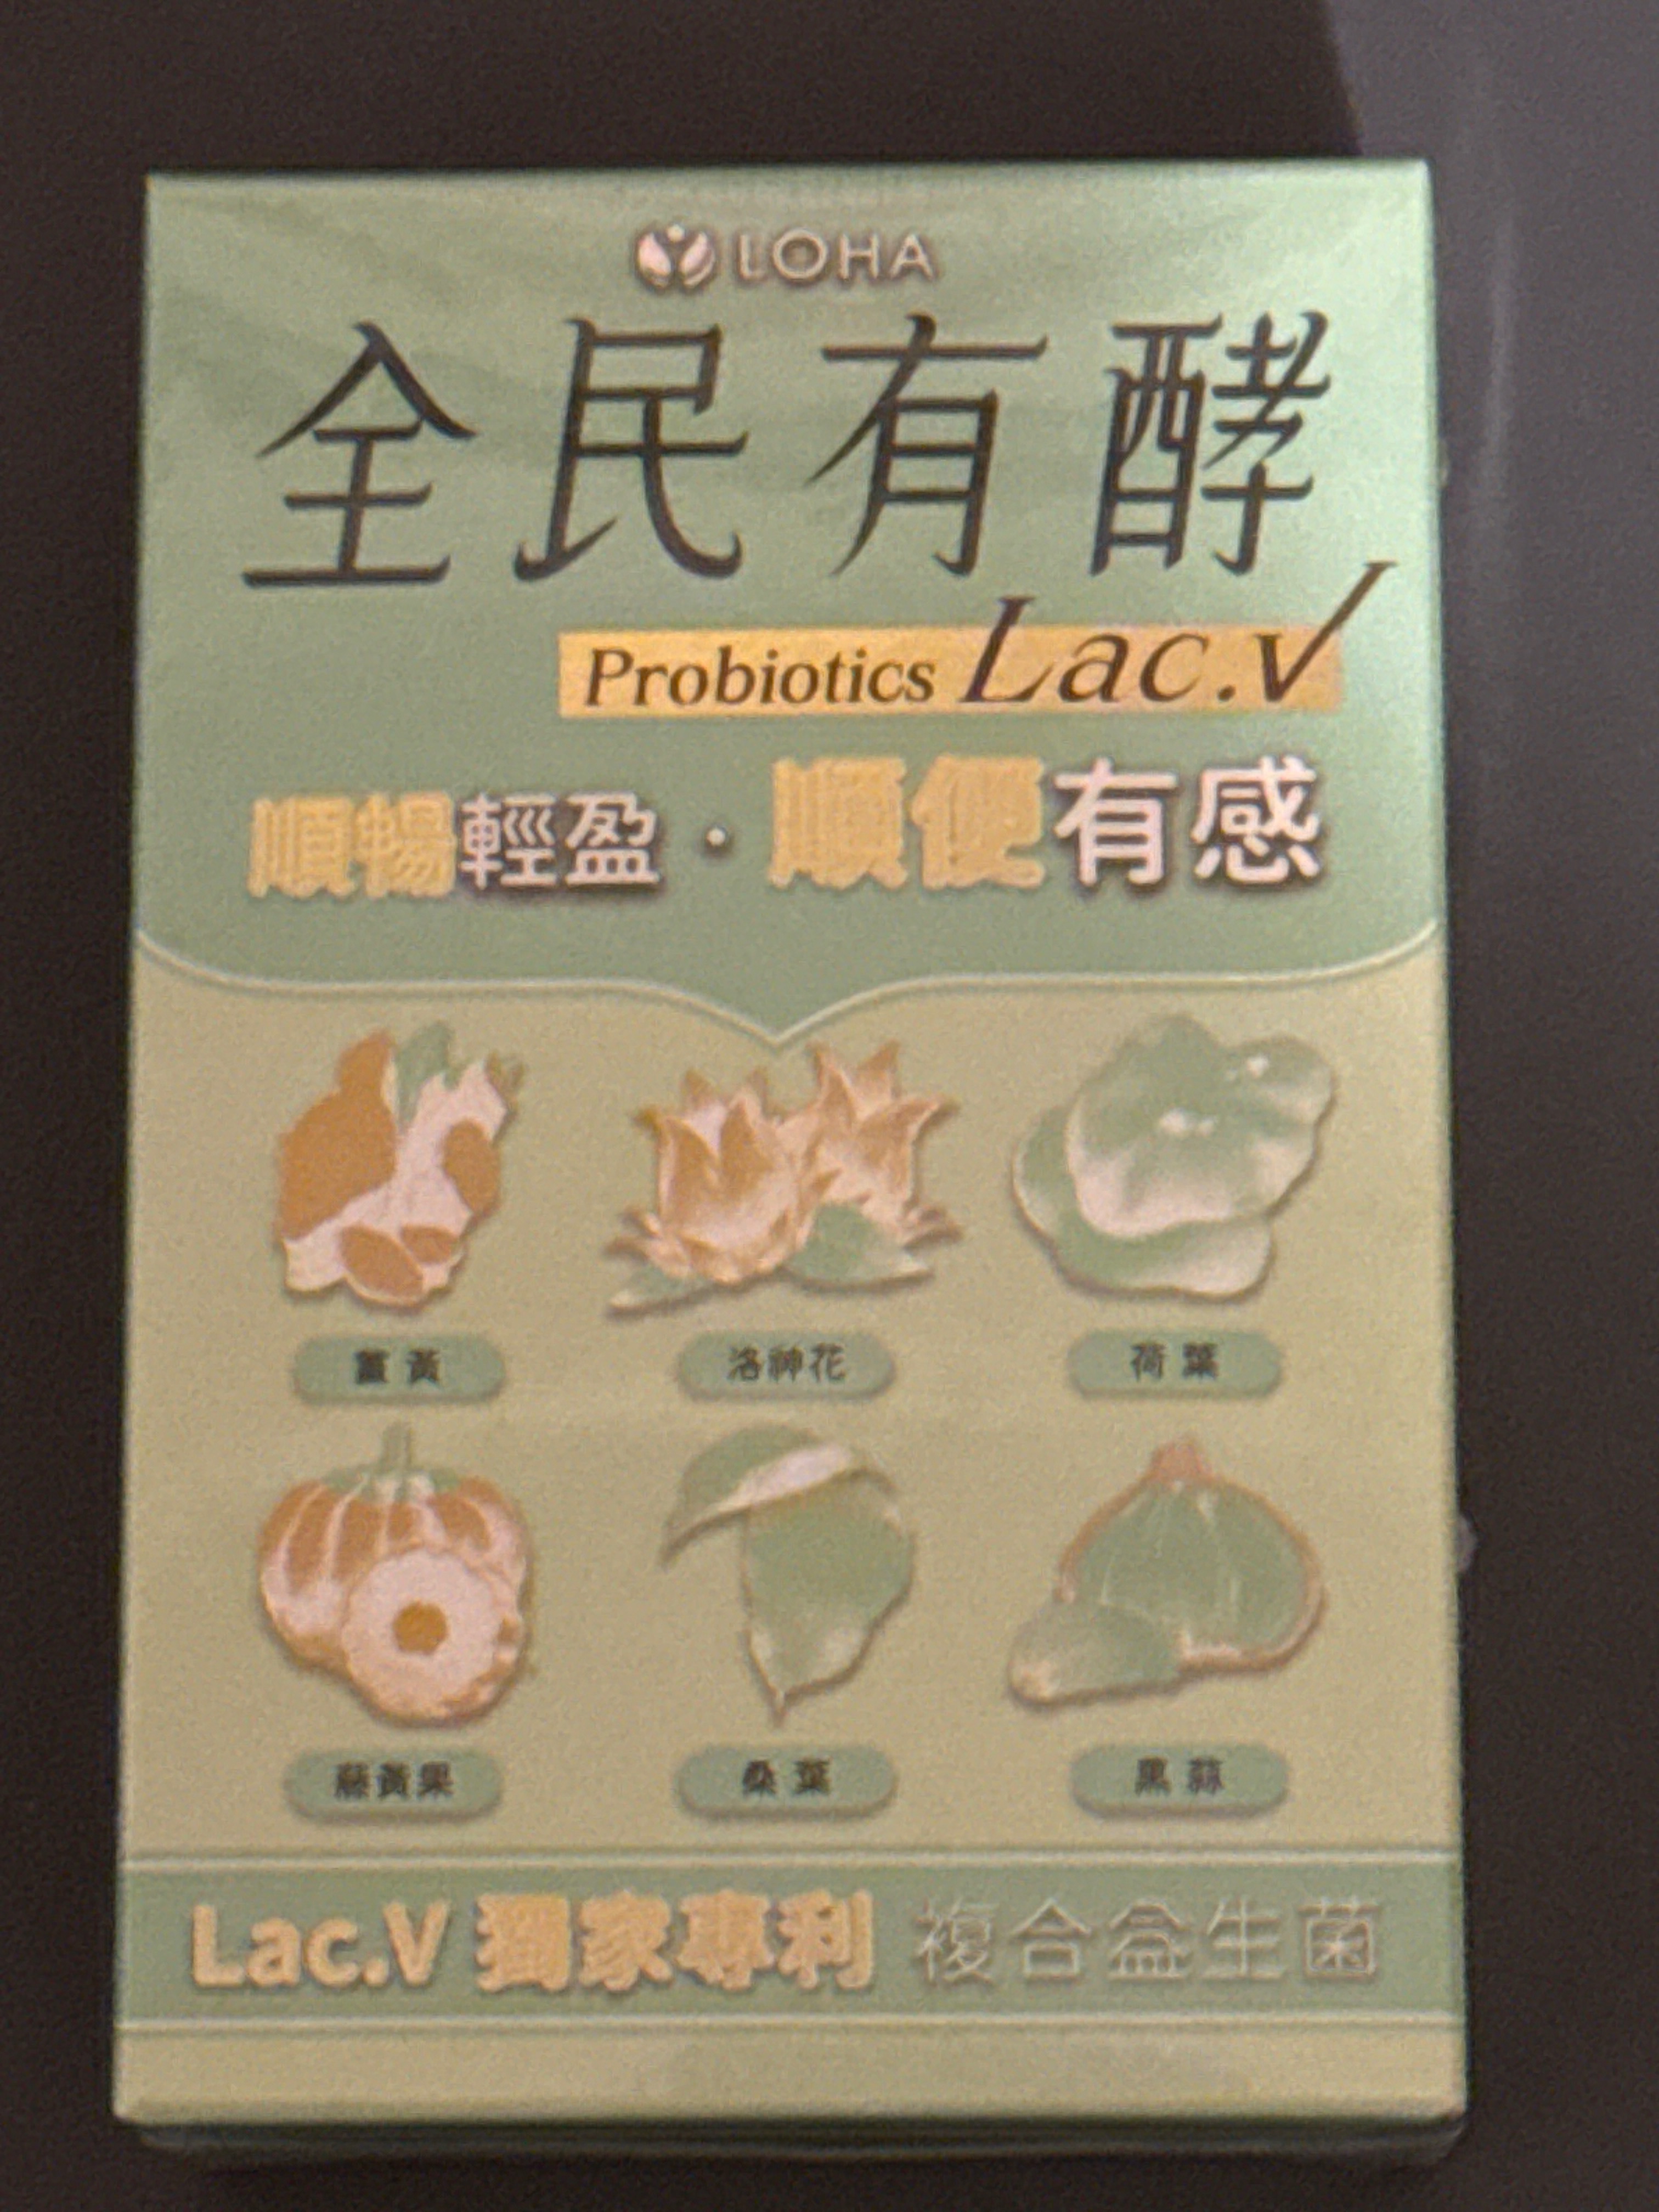 LOHA
全民有酵
Probiotics Lac.V
順暢輕盈・順便有感
薑黃 洛神花 荷葉
藤黃果 桑葉 黑蒜
Lac.V 獨家專利 複合益生菌